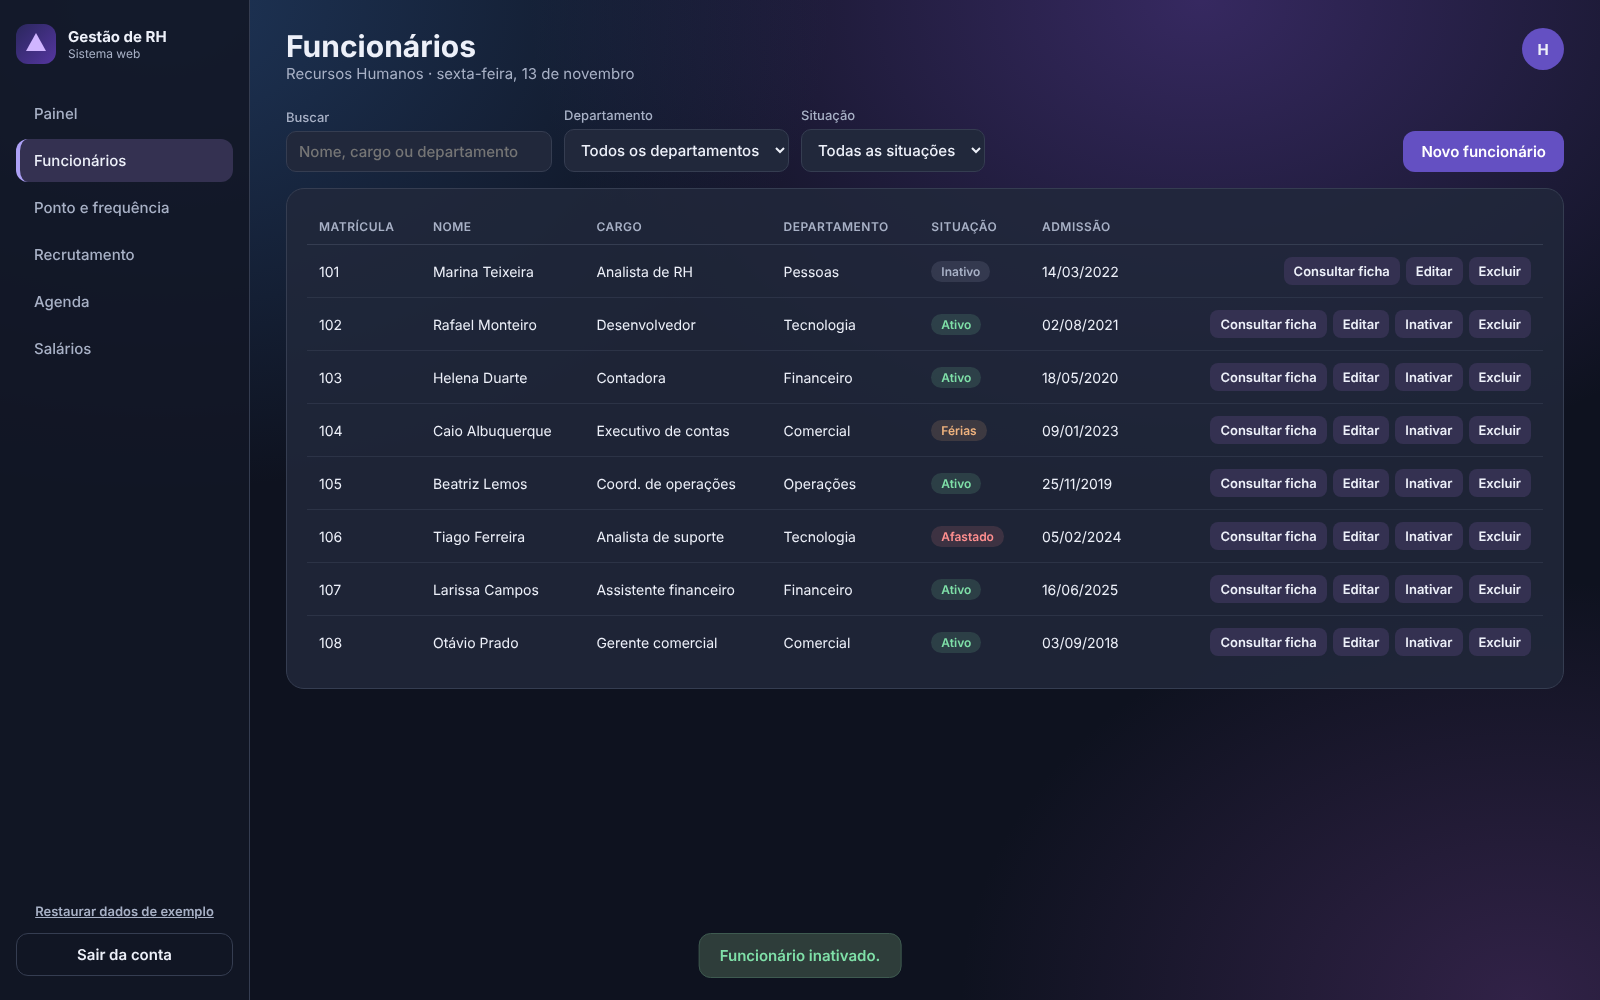 Gestão de RH
Sistema web
Painel
Funcionários
Ponto e frequência
Recrutamento
Agenda
Salários
Restaurar dados de exemplo
Sair da conta
Funcionários
Recursos Humanos · sexta-feira, 13 de novembro
H
Buscar Departamento Situação
Nome, cargo ou departamento Todos os departamentos Todas as situações Novo funcionário
MATRÍCULA NOME CARGO DEPARTAMENTO SITUAÇÃO ADMISSÃO
101 Marina Teixeira Analista de RH Pessoas Inativo 14/03/2022 Consultar ficha Editar Excluir
102 Rafael Monteiro Desenvolvedor Tecnologia Ativo 02/08/2021 Consultar ficha Editar Inativar Excluir
103 Helena Duarte Contadora Financeiro Ativo 18/05/2020 Consultar ficha Editar Inativar Excluir
104 Caio Albuquerque Executivo de contas Comercial Férias 09/01/2023 Consultar ficha Editar Inativar Excluir
105 Beatriz Lemos Coord. de operações Operações Ativo 25/11/2019 Consultar ficha Editar Inativar Excluir
106 Tiago Ferreira Analista de suporte Tecnologia Afastado 05/02/2024 Consultar ficha Editar Inativar Excluir
107 Larissa Campos Assistente financeiro Financeiro Ativo 16/06/2025 Consultar ficha Editar Inativar Excluir
108 Otávio Prado Gerente comercial Comercial Ativo 03/09/2018 Consultar ficha Editar Inativar Excluir
Funcionário inativado.